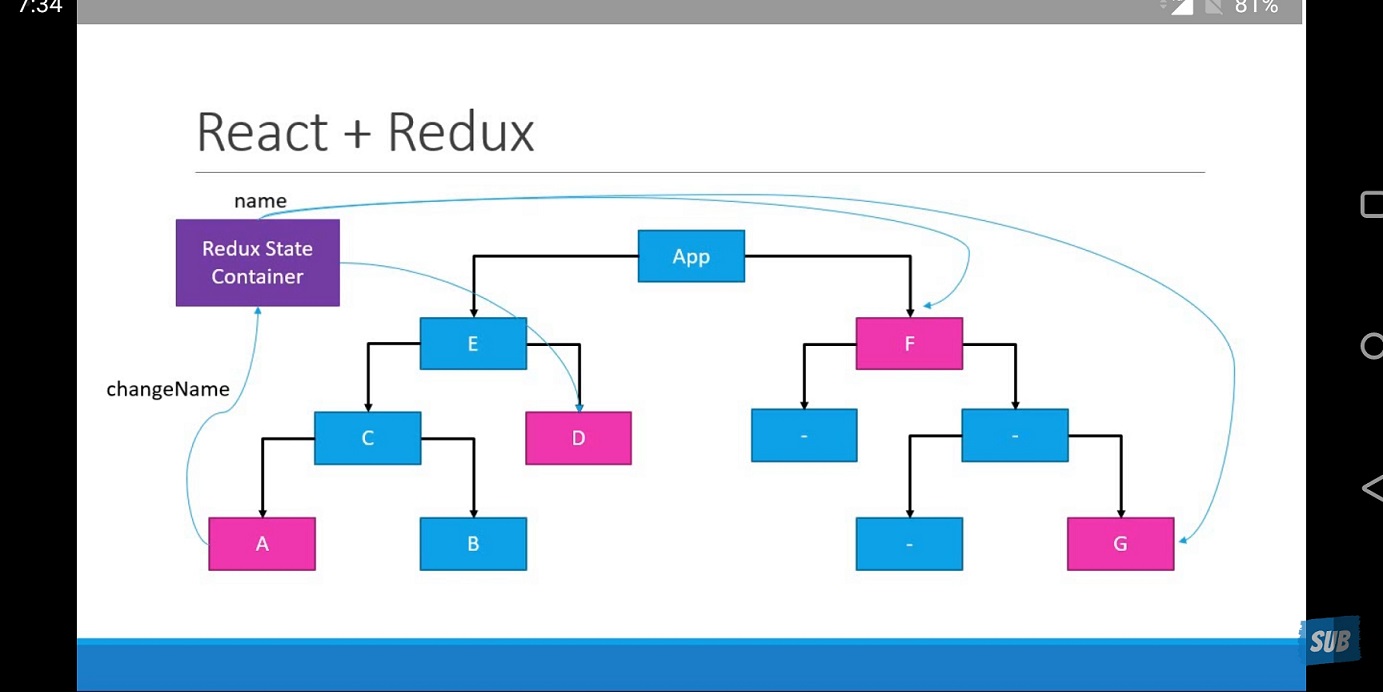 7:34
81%
React + Redux
name
Redux State
Container
App
E
F
changeName
C
D
-
-
A
B
-
G
SUB